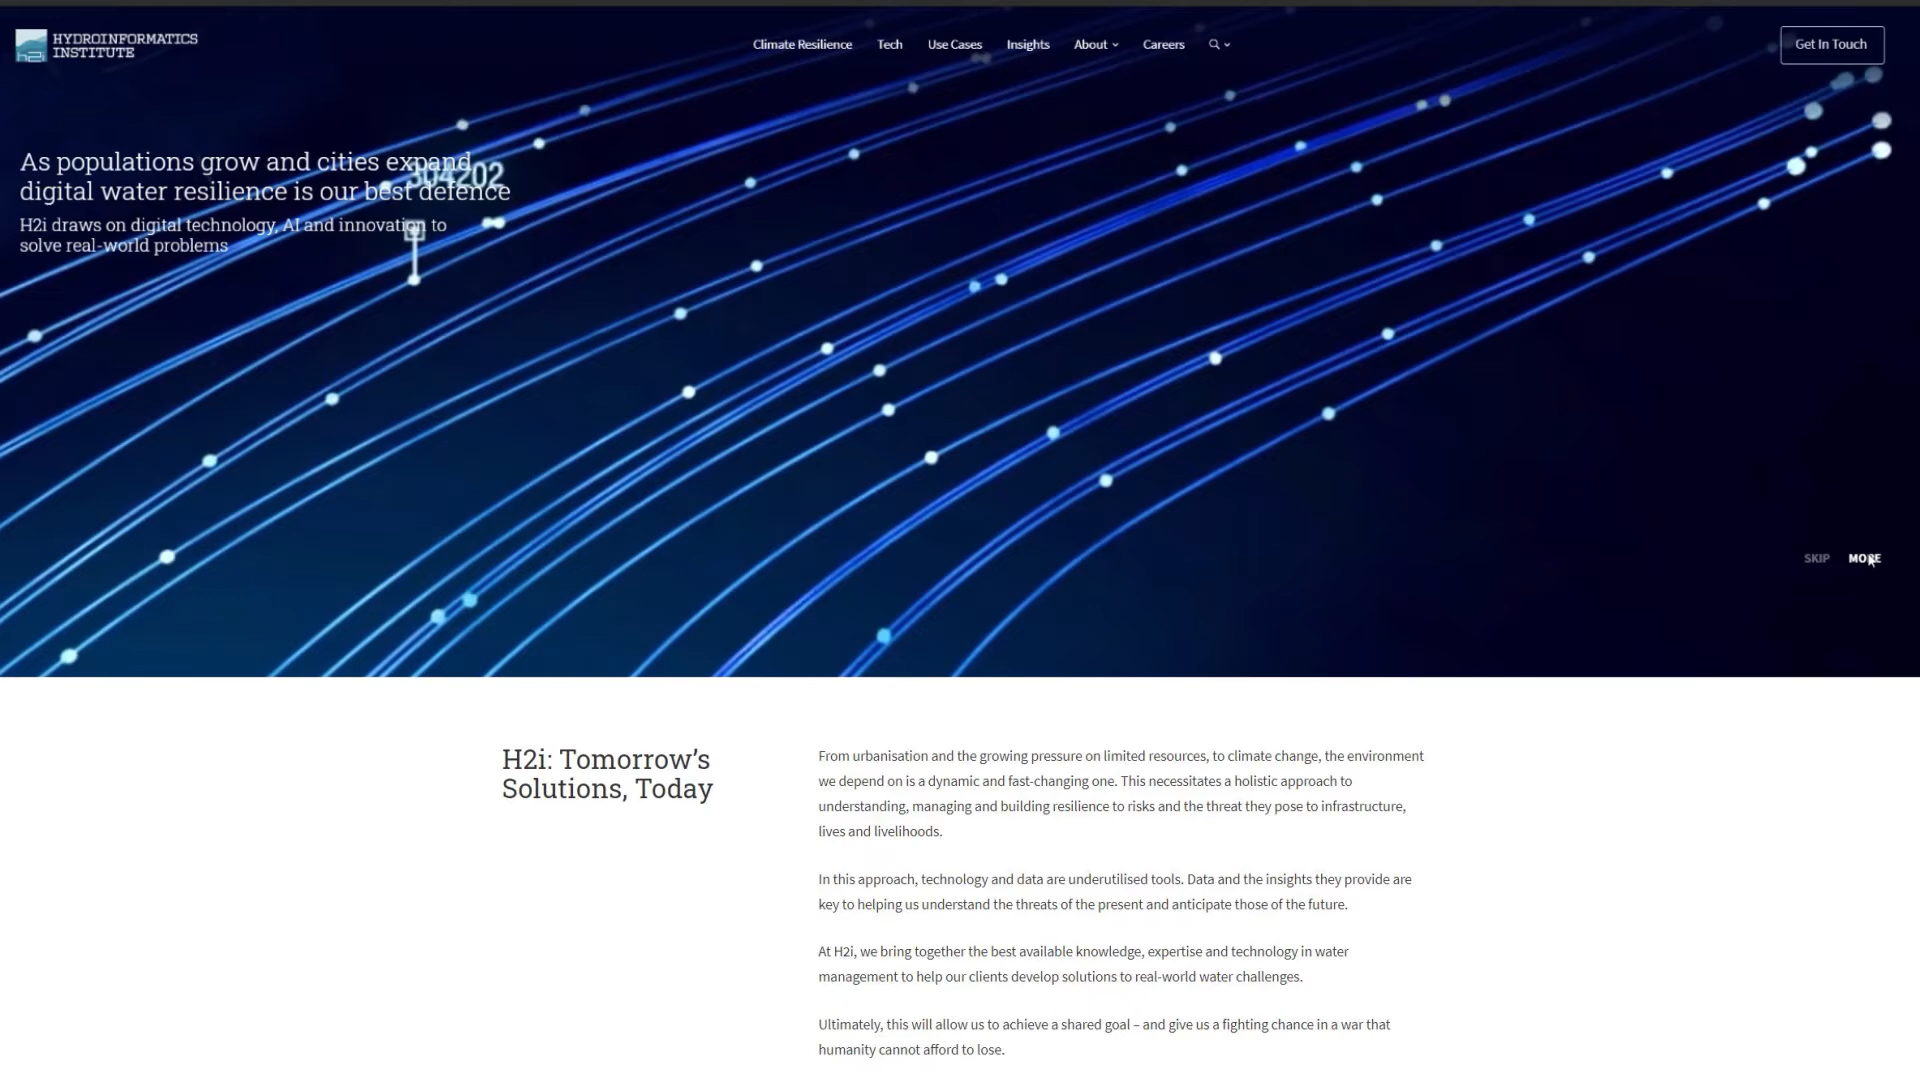 HYDROINFORMATICS
INSTITUTE
h2i
Climate Resilience Tech Use Cases Insights About Careers
Get In Touch
As populations grow and cities expand
304202
digital water resilience is our best defence
H2i draws on digital technology, AI and innovation to
solve real-world problems
SKIP MORE
H2i: Tomorrow’s
Solutions, Today
From urbanisation and the growing pressure on limited resources, to climate change, the environment
we depend on is a dynamic and fast-changing one. This necessitates a holistic approach to
understanding, managing and building resilience to risks and the threat they pose to infrastructure,
lives and livelihoods.
In this approach, technology and data are underutilised tools. Data and the insights they provide are
key to helping us understand the threats of the present and anticipate those of the future.
At H2i, we bring together the best available knowledge, expertise and technology in water
management to help our clients develop solutions to real-world water challenges.
Ultimately, this will allow us to achieve a shared goal – and give us a fighting chance in a war that
humanity cannot afford to lose.